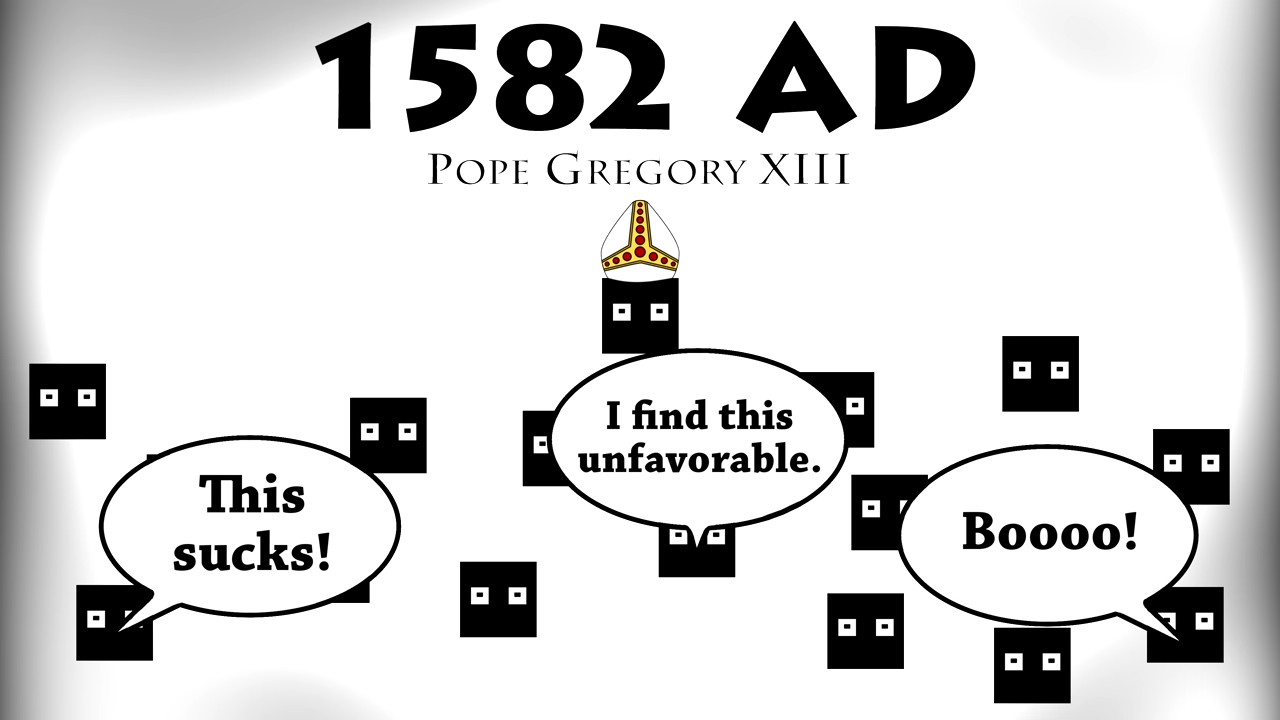 1582 AD
Pope Gregory XIII
I find this
unfavorable.
This
sucks!
Boooo!